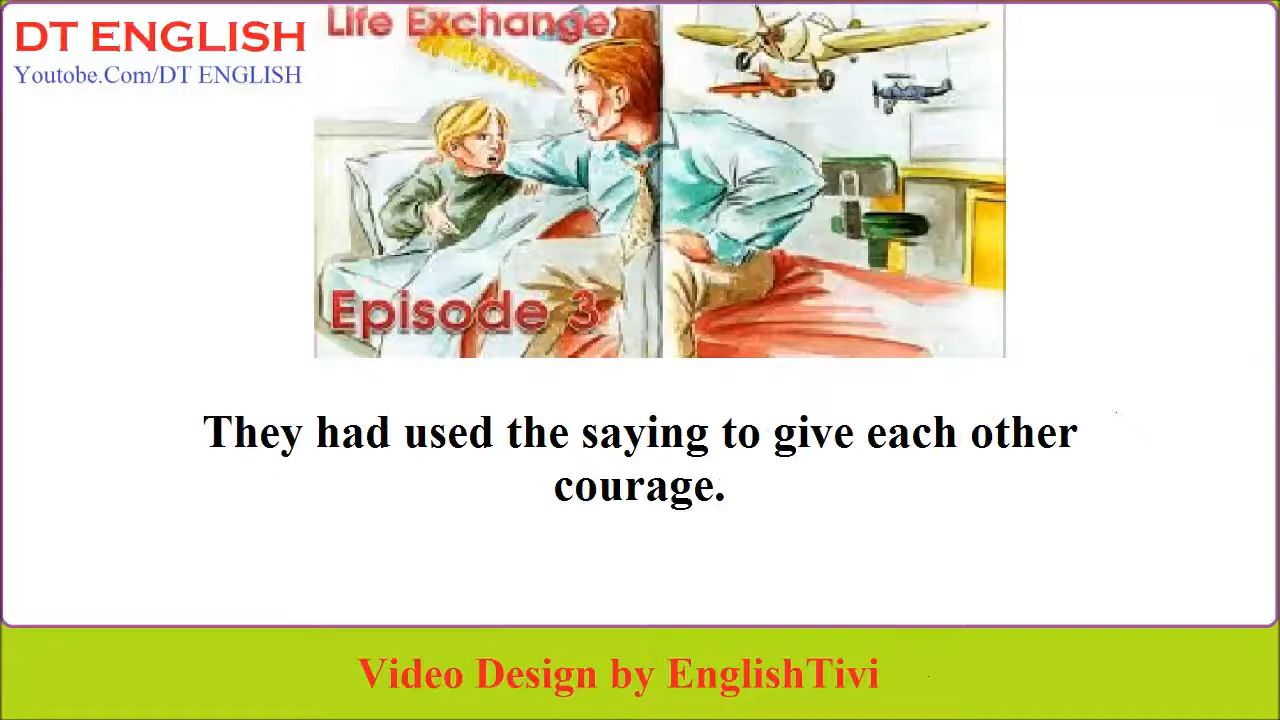 DT ENGLISH
Youtobe.Com/DT ENGLISH
Life Exchange
Episode 3
They had used the saying to give each other
courage.
Video Design by EnglishTivi